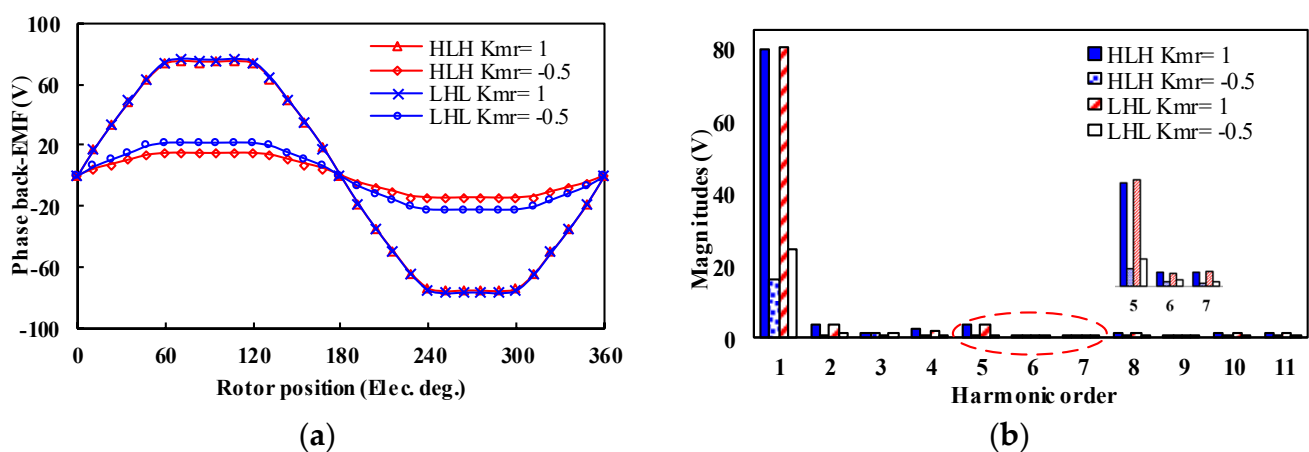 100
60
20
-20
-60
-100
Phase back-EMF (V)
HLH Kmr= 1
HLH Kmr= -0.5
LHL Kmr= 1
LHL Kmr= -0.5
0 60 120 180 240 300 360
Rotor position (Elec. deg.)
(a)
80
60
40
20
0
Magnitudes (V)
HLH Kmr= 1
HLH Kmr= -0.5
LHL Kmr= 1
LHL Kmr= -0.5
5 6 7
1 2 3 4 5 6 7 8 9 10 11
Harmonic order
(b)